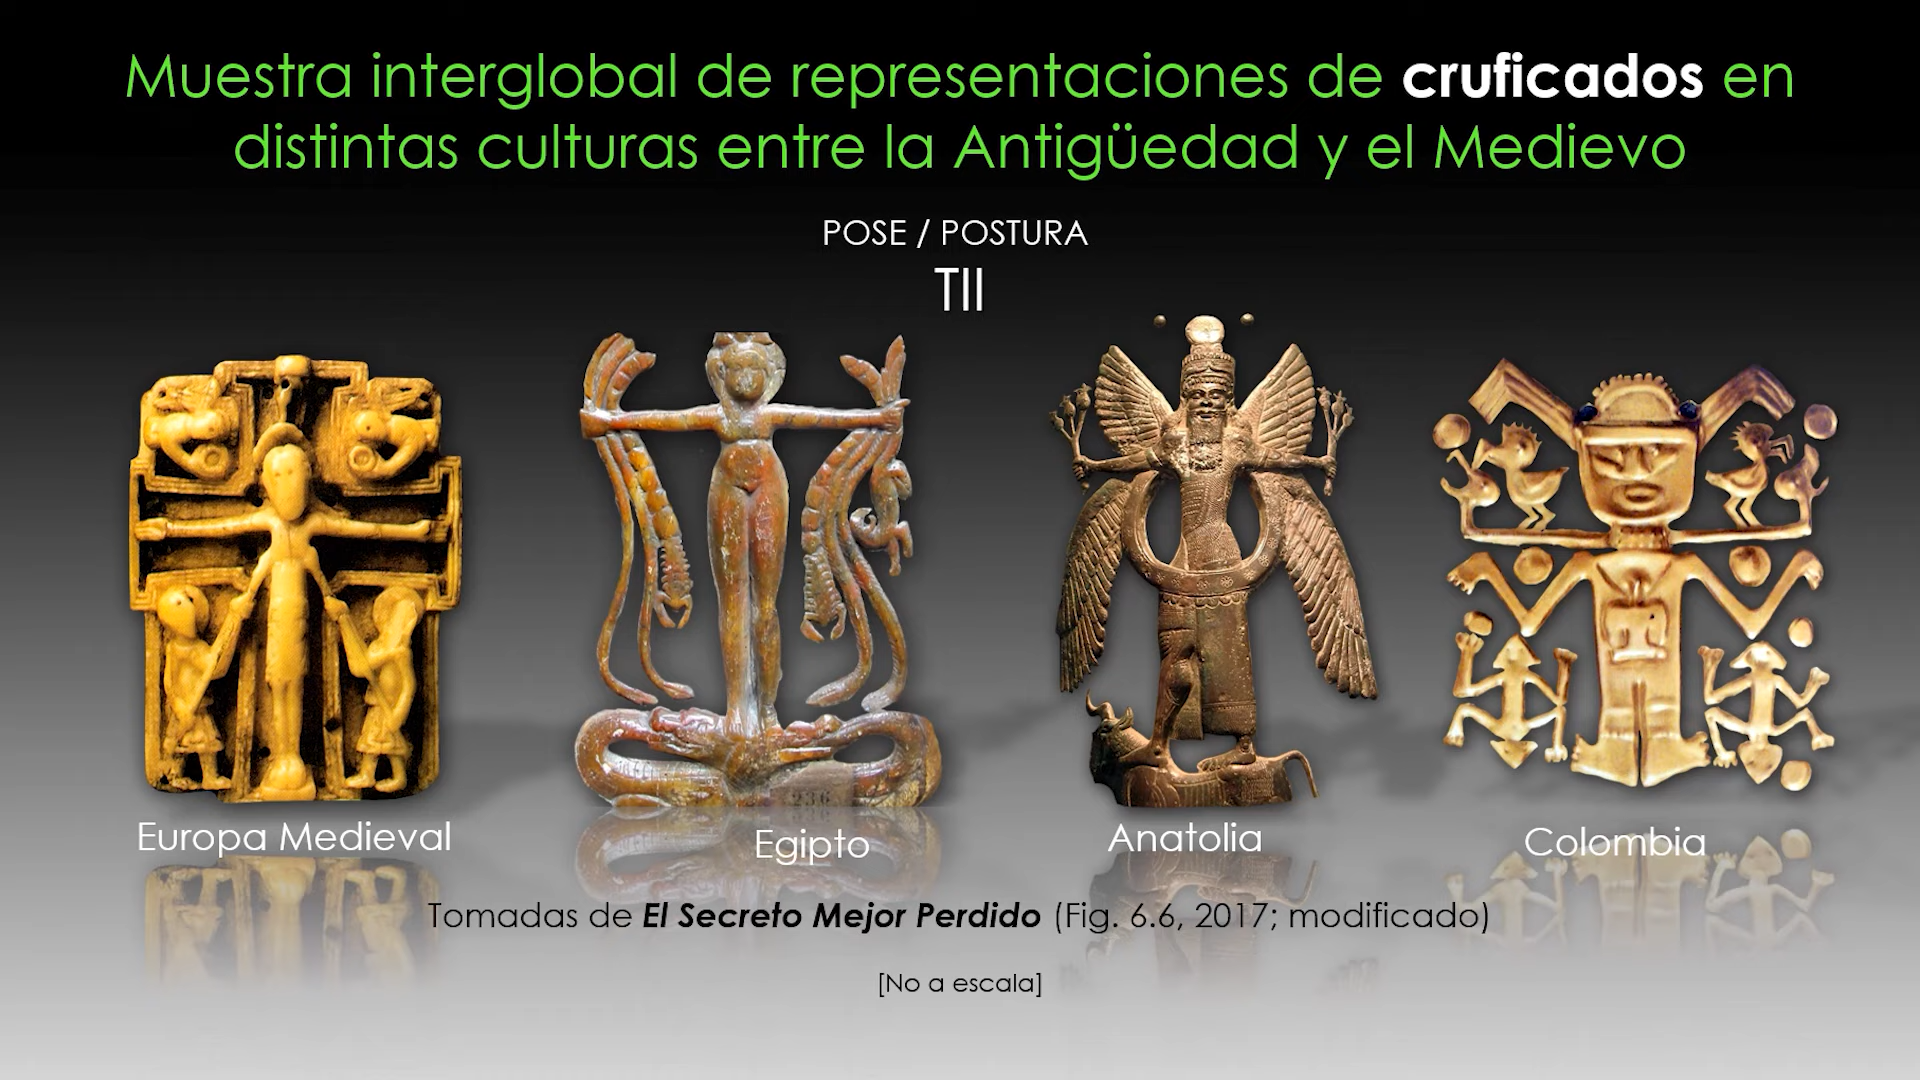 Muestra interglobal de representaciones de cruficados en
distintas culturas entre la Antigüedad y el Medievo
POSE / POSTURA
TII
Europa Medieval
Egipto
Anatolia
Colombia
Tomadas de El Secreto Mejor Perdido (Fig. 6.6, 2017; modificado)
[No a escala]